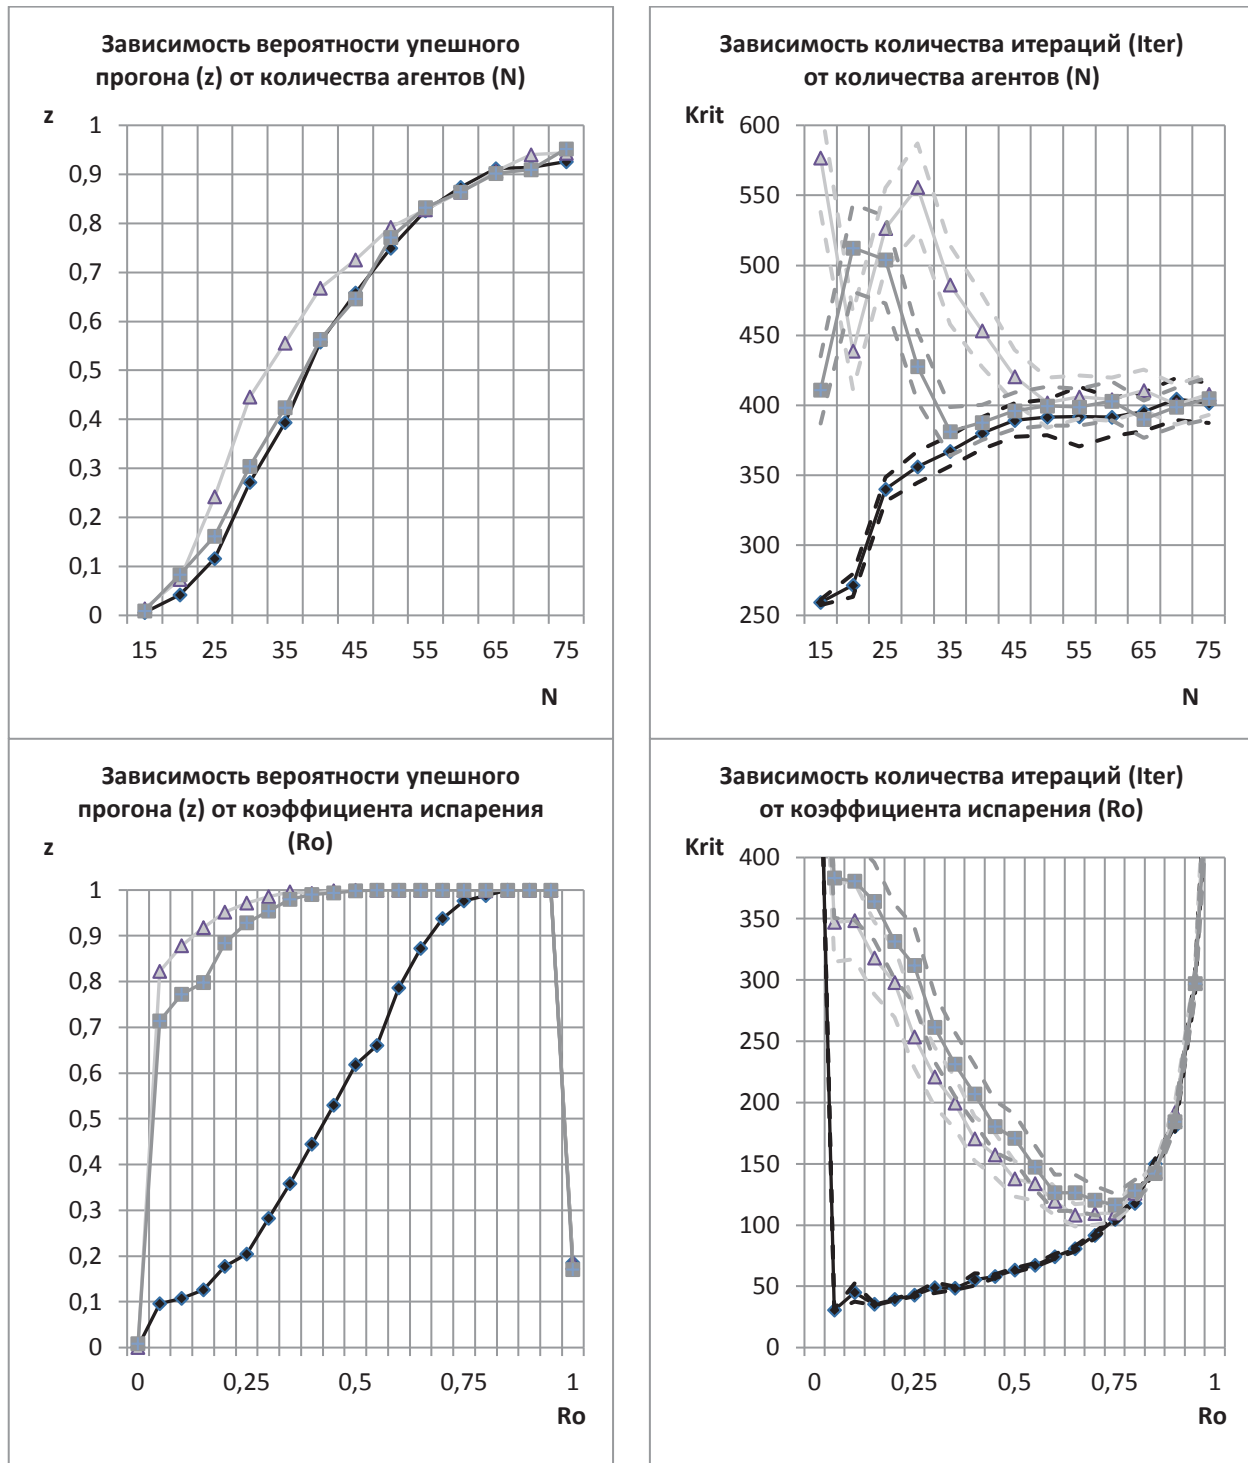 Зависимость вероятности упешного
прогона (z) от количества агентов (N)
z
1
0,9
0,8
0,7
0,6
0,5
0,4
0,3
0,2
0,1
0
15 25 35 45 55 65 75
N
Зависимость количества итераций (Iter)
от количества агентов (N)
Krit
600
550
500
450
400
350
300
250
15 25 35 45 55 65 75
N
Зависимость вероятности упешного
прогона (z) от коэффициента испарения
(Ro)
z
1
0,9
0,8
0,7
0,6
0,5
0,4
0,3
0,2
0,1
0
0 0,25 0,5 0,75 1
Ro
Зависимость количества итераций (Iter)
от коэффициента испарения (Ro)
Krit
400
350
300
250
200
150
100
50
0
0 0,25 0,5 0,75 1
Ro